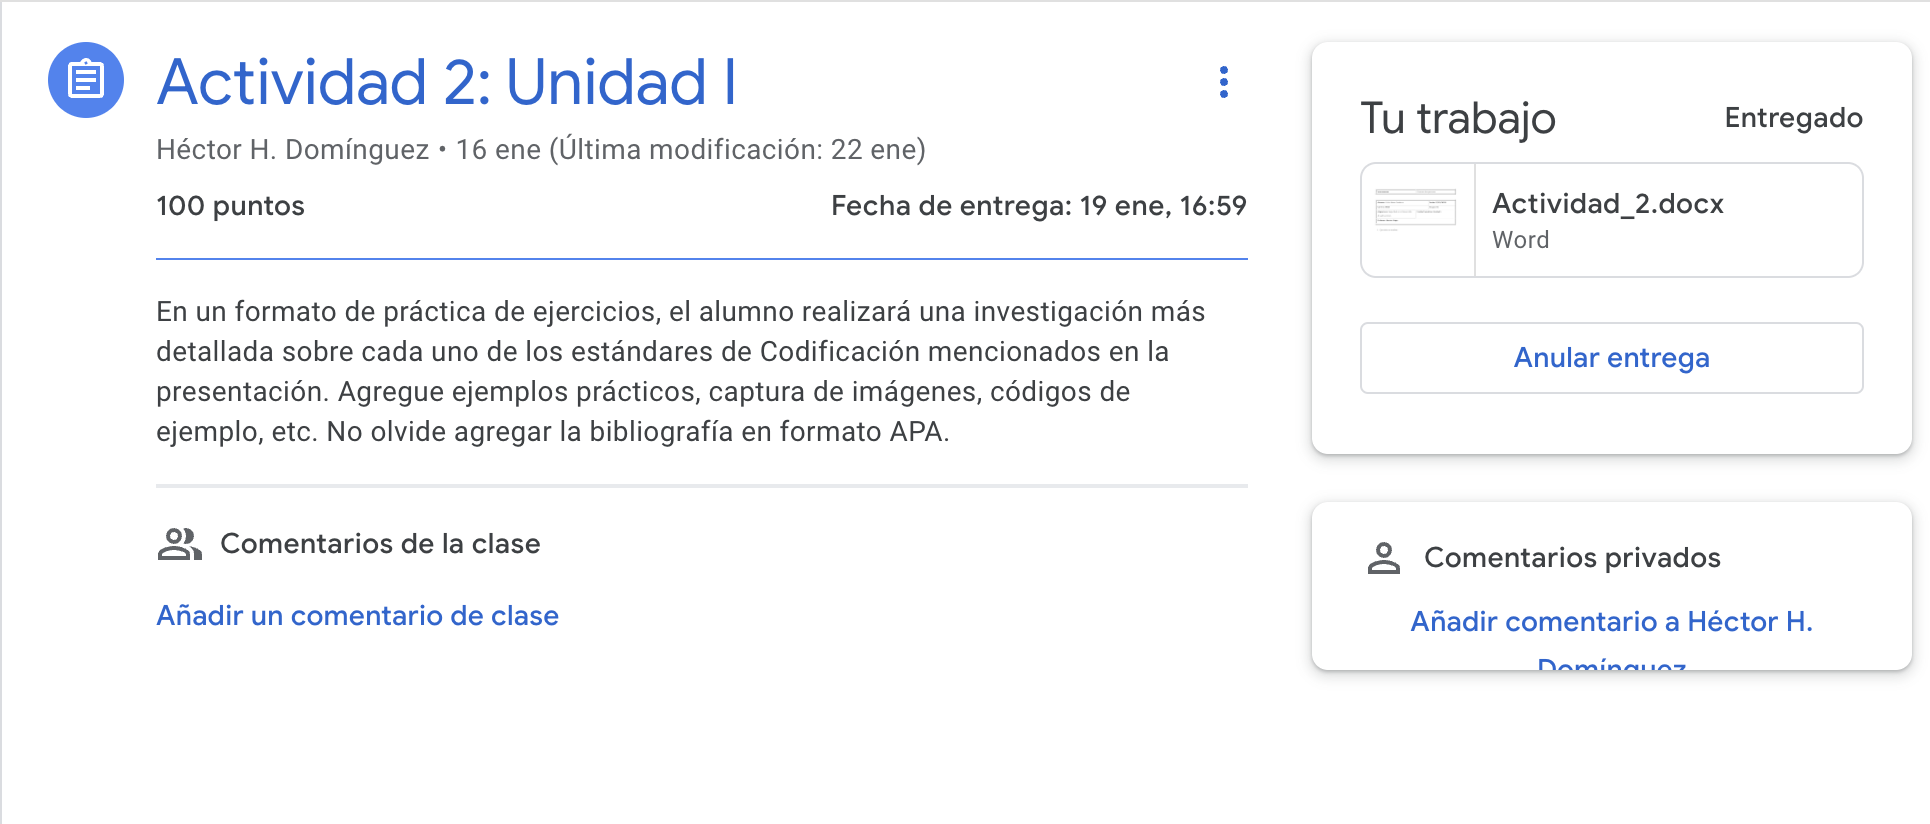 Actividad 2: Unidad I
Héctor H. Domínguez • 16 ene (Última modificación: 22 ene)
100 puntos
Fecha de entrega: 19 ene, 16:59
En un formato de práctica de ejercicios, el alumno realizará una investigación más
detallada sobre cada uno de los estándares de Codificación mencionados en la
presentación. Agregue ejemplos prácticos, captura de imágenes, códigos de
ejemplo, etc. No olvide agregar la bibliografía en formato APA.
Comentarios de la clase
Añadir un comentario de clase
Tu trabajo
Entregado
Actividad_2.docx
Word
Anular entrega
Comentarios privados
Añadir comentario a Héctor H.
Domínguez